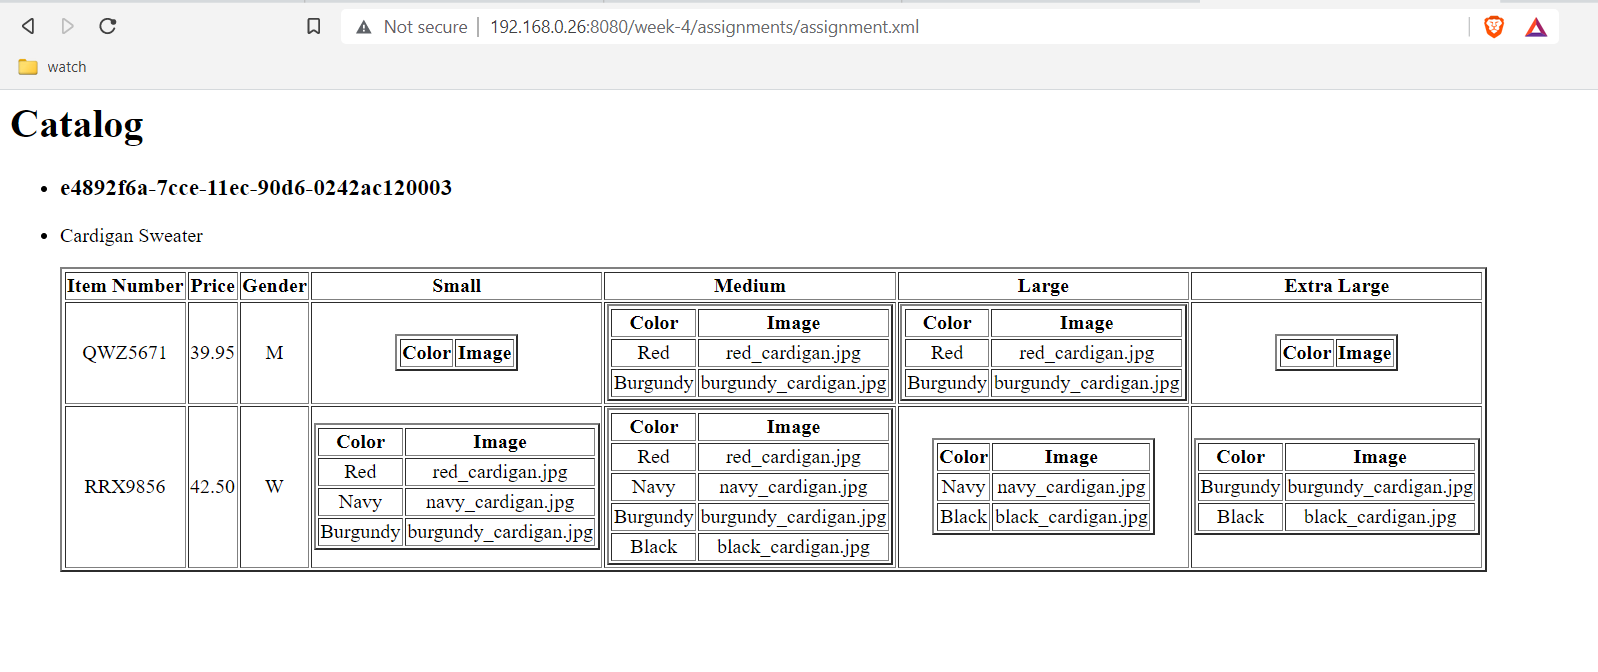 Not secure | 192.168.0.26:8080/week-4/assignments/assignment.xml
watch
Catalog
e4892f6a-7cce-11ec-90d6-0242ac120003
Cardigan Sweater
Item Number Price Gender Small Medium Large Extra Large
QWZ5671 39.95 M
Color Image
Color Image
Red red_cardigan.jpg
Burgundy burgundy_cardigan.jpg
Color Image
Red red_cardigan.jpg
Burgundy burgundy_cardigan.jpg
Color Image
RRX9856 42.50 W
Color Image
Red red_cardigan.jpg
Navy navy_cardigan.jpg
Burgundy burgundy_cardigan.jpg
Color Image
Red red_cardigan.jpg
Navy navy_cardigan.jpg
Burgundy burgundy_cardigan.jpg
Black black_cardigan.jpg
Color Image
Navy navy_cardigan.jpg
Black black_cardigan.jpg
Color Image
Burgundy burgundy_cardigan.jpg
Black black_cardigan.jpg